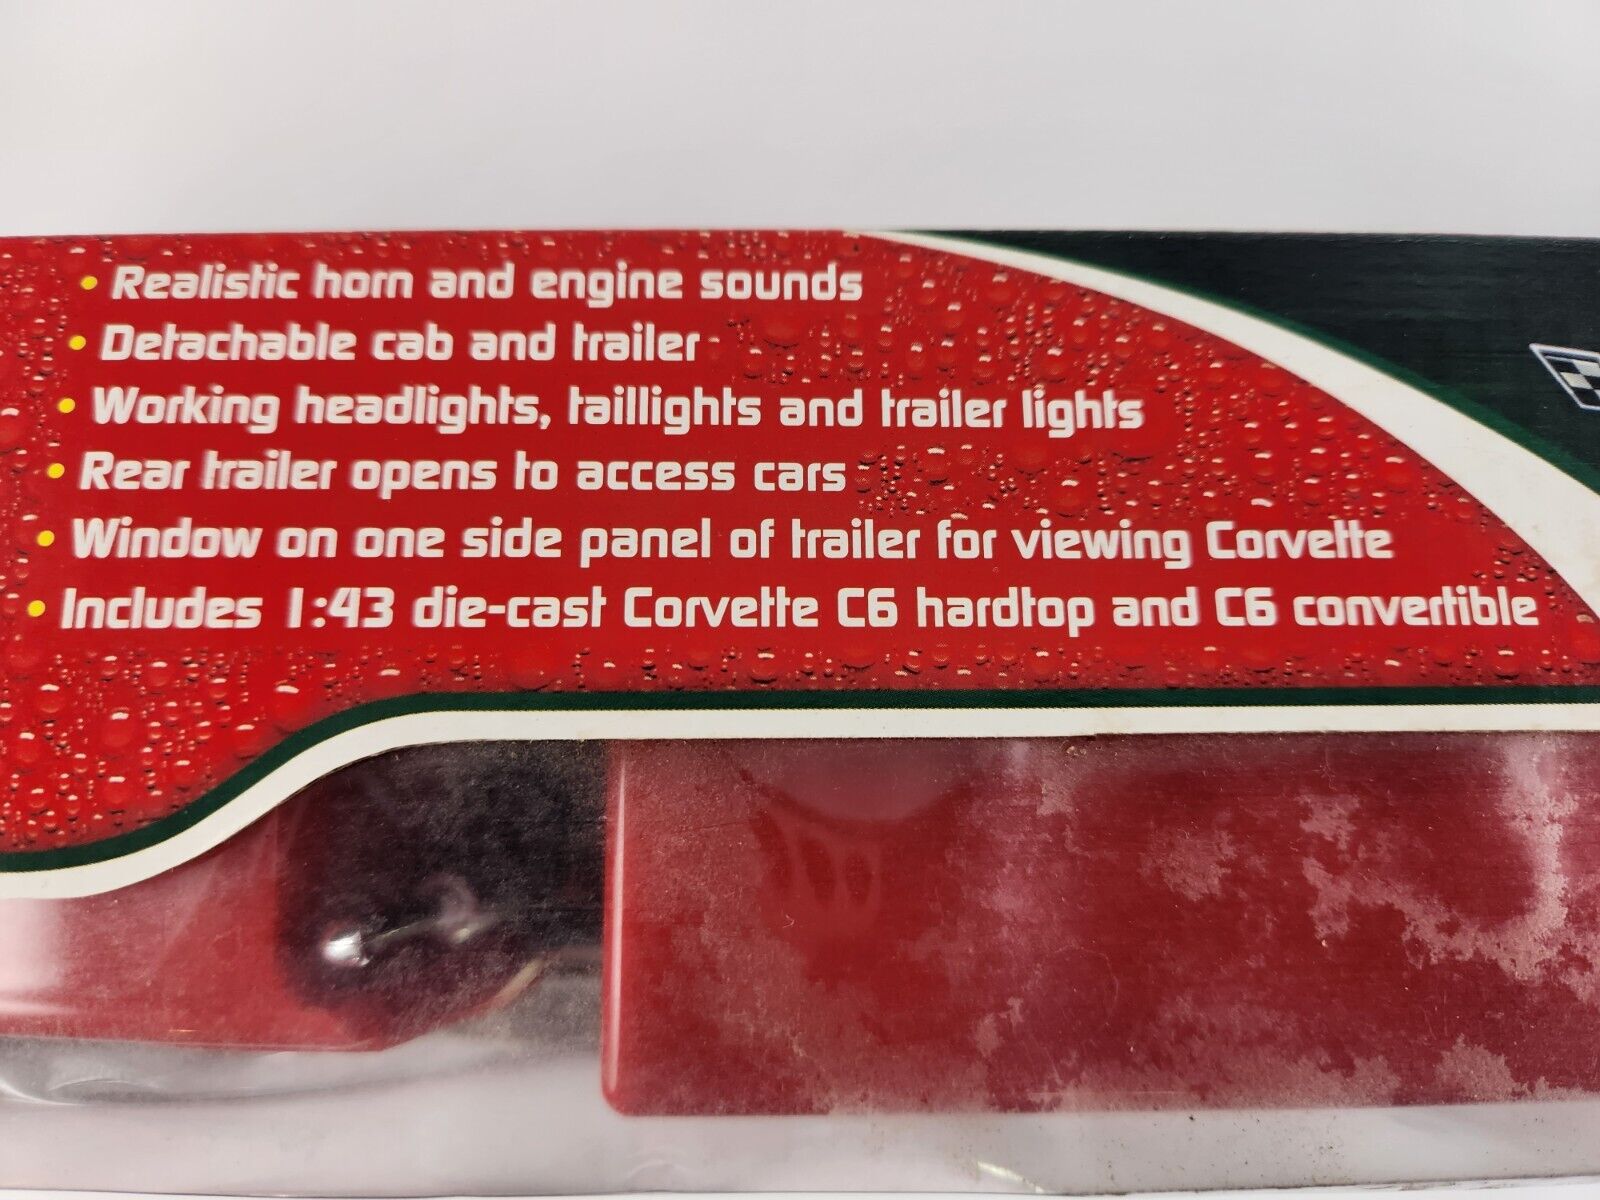 • Realistic horn and engine sounds
• Detachable cab and trailer
• Working headlights, taillights and trailer lights
• Rear trailer opens to access cars
• Window on one side panel of trailer for viewing Corvette
• Includes 1:43 die-cast Corvette C6 hardtop and C6 convertible